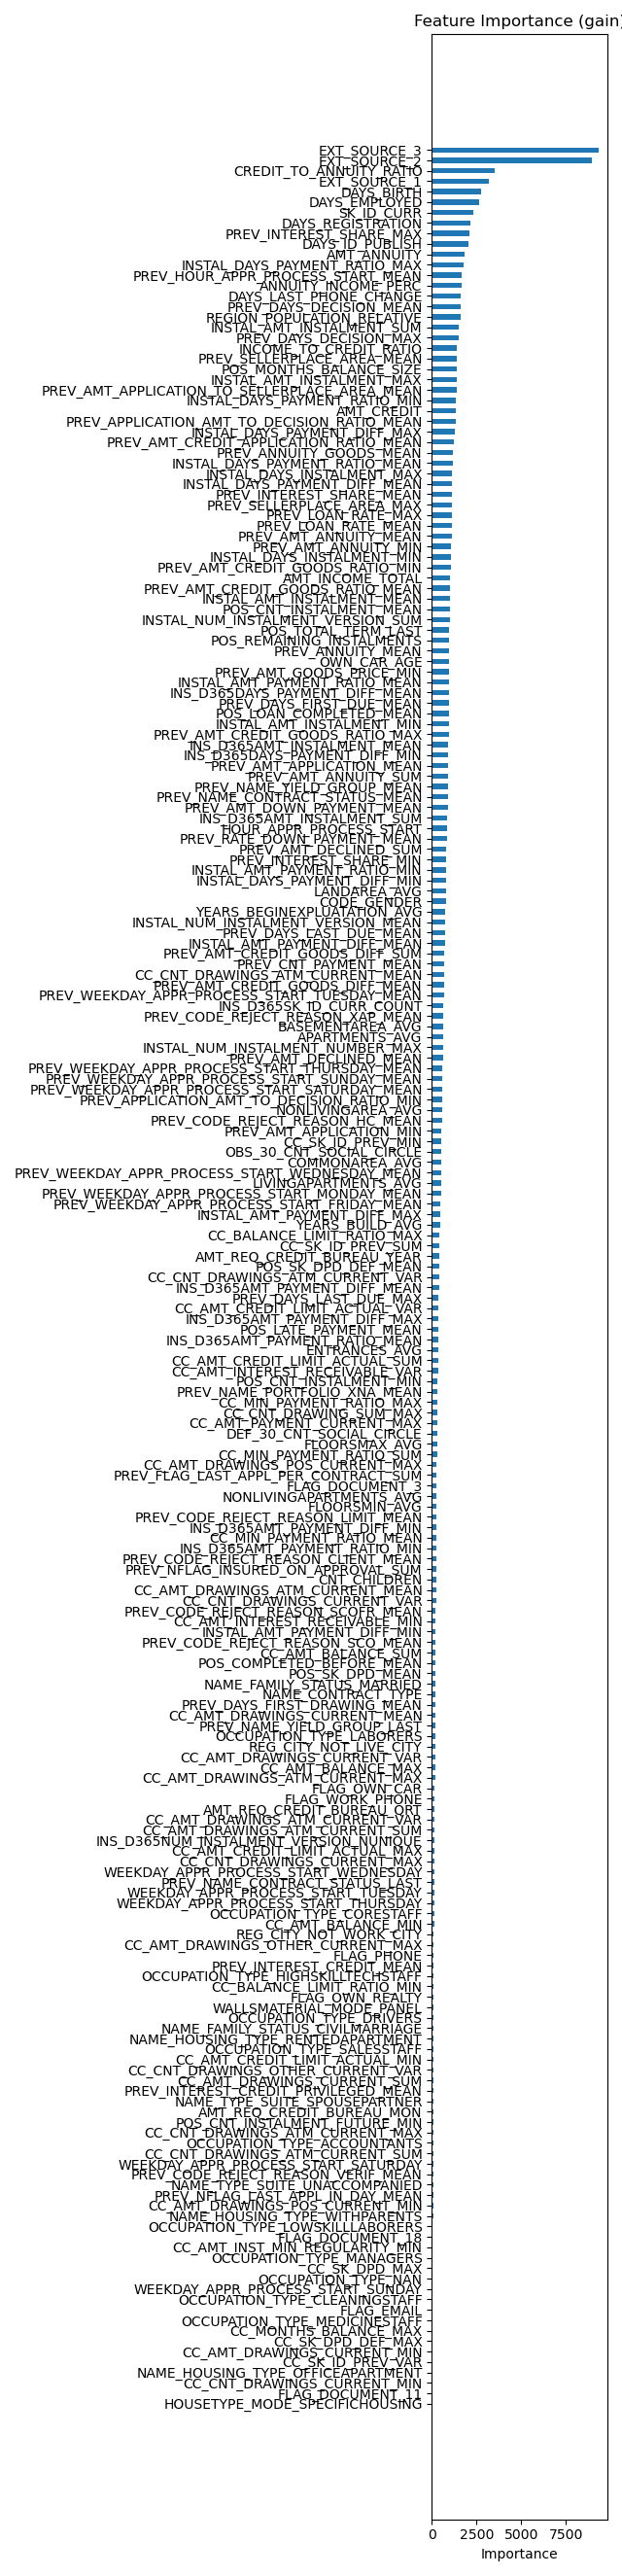 Feature Importance (gain)
EXT_SOURCE_3
EXT_SOURCE_2
CREDIT_TO_ANNUITY_RATIO
EXT_SOURCE_1
DAYS_BIRTH
DAYS_EMPLOYED
SK_ID_CURR
DAYS_REGISTRATION
PREV_INTEREST_SHARE_MAX
DAYS_ID_PUBLISH
AMT_ANNUITY
INSTAL_DAYS_PAYMENT_RATIO_MAX
PREV_HOUR_APPR_PROCESS_START_MEAN
ANNUITY_INCOME_PERC
DAYS_LAST_PHONE_CHANGE
PREV_DAYS_DECISION_MEAN
REGION_POPULATION_RELATIVE
INSTAL_AMT_INSTALMENT_SUM
PREV_DAYS_DECISION_MAX
INCOME_TO_CREDIT_RATIO
PREV_SELLERPLACE_AREA_MEAN
POS_MONTHS_BALANCE_SIZE
INSTAL_AMT_INSTALMENT_MAX
PREV_AMT_APPLICATION_TO_SELLERPLACE_AREA_MEAN
INSTAL_DAYS_PAYMENT_RATIO_MIN
AMT_CREDIT
PREV_APPLICATION_AMT_TO_DECISION_RATIO_MEAN
INSTAL_DAYS_PAYMENT_DIFF_MAX
PREV_AMT_CREDIT_APPLICATION_RATIO_MEAN
PREV_ANNUITY_GOODS_MEAN
INSTAL_DAYS_PAYMENT_RATIO_MEAN
INSTAL_DAYS_INSTALMENT_MAX
INSTAL_DAYS_PAYMENT_DIFF_MEAN
PREV_INTEREST_SHARE_MEAN
PREV_SELLERPLACE_AREA_MAX
PREV_LOAN_RATE_MAX
PREV_LOAN_RATE_MEAN
PREV_AMT_ANNUITY_MEAN
PREV_AMT_ANNUITY_MIN
INSTAL_DAYS_INSTALMENT_MIN
PREV_AMT_CREDIT_GOODS_RATIO_MIN
AMT_INCOME_TOTAL
PREV_AMT_CREDIT_GOODS_RATIO_MEAN
INSTAL_AMT_INSTALMENT_MEAN
POS_CNT_INSTALMENT_MEAN
INSTAL_NUM_INSTALMENT_VERSION_SUM
POS_TOTAL_TERM_LAST
POS_REMAINING_INSTALMENTS
PREV_ANNUITY_MEAN
OWN_CAR_AGE
PREV_AMT_GOODS_PRICE_MIN
INSTAL_AMT_PAYMENT_RATIO_MEAN
INS_D365DAYS_PAYMENT_DIFF_MEAN
PREV_DAYS_FIRST_DUE_MEAN
POS_LOAN_COMPLETED_MEAN
INSTAL_AMT_INSTALMENT_MIN
PREV_AMT_CREDIT_GOODS_RATIO_MAX
INS_D365AMT_INSTALMENT_MEAN
INS_D365DAYS_PAYMENT_DIFF_MIN
PREV_AMT_APPLICATION_MEAN
PREV_AMT_ANNUITY_SUM
PREV_NAME_YIELD_GROUP_MEAN
PREV_NAME_CONTRACT_STATUS_MEAN
PREV_AMT_DOWN_PAYMENT_MEAN
INS_D365AMT_INSTALMENT_SUM
HOUR_APPR_PROCESS_START
PREV_RATE_DOWN_PAYMENT_MEAN
PREV_AMT_DECLINED_SUM
PREV_INTEREST_SHARE_MIN
INSTAL_AMT_PAYMENT_RATIO_MIN
INSTAL_DAYS_PAYMENT_DIFF_MIN
LANDAREA_AVG
CODE_GENDER
YEARS_BEGINEXPLUATATION_AVG
INSTAL_NUM_INSTALMENT_VERSION_MEAN
PREV_DAYS_LAST_DUE_MEAN
INSTAL_AMT_PAYMENT_DIFF_MEAN
PREV_AMT_CREDIT_GOODS_DIFF_SUM
PREV_CNT_PAYMENT_MEAN
CC_CNT_DRAWINGS_ATM_CURRENT_MEAN
PREV_AMT_CREDIT_GOODS_DIFF_MEAN
PREV_WEEKDAY_APPR_PROCESS_START_TUESDAY_MEAN
INS_D365SK_ID_CURR_COUNT
PREV_CODE_REJECT_REASON_XAP_MEAN
BASEMENTAREA_AVG
APARTMENTS_AVG
INSTAL_NUM_INSTALMENT_NUMBER_MAX
PREV_AMT_DECLINED_MEAN
PREV_WEEKDAY_APPR_PROCESS_START_THURSDAY_MEAN
PREV_WEEKDAY_APPR_PROCESS_START_SUNDAY_MEAN
PREV_WEEKDAY_APPR_PROCESS_START_SATURDAY_MEAN
PREV_APPLICATION_AMT_TO_DECISION_RATIO_MIN
NONLIVINGAREA_AVG
PREV_CODE_REJECT_REASON_HC_MEAN
PREV_AMT_APPLICATION_MIN
CC_SK_ID_PREV_MIN
OBS_30_CNT_SOCIAL_CIRCLE
COMMONAREA_AVG
PREV_WEEKDAY_APPR_PROCESS_START_WEDNESDAY_MEAN
LIVINGAPARTMENTS_AVG
PREV_WEEKDAY_APPR_PROCESS_START_MONDAY_MEAN
PREV_WEEKDAY_APPR_PROCESS_START_FRIDAY_MEAN
INSTAL_AMT_PAYMENT_DIFF_MAX
YEARS_BUILD_AVG
CC_BALANCE_LIMIT_RATIO_MAX
CC_SK_ID_PREV_SUM
AMT_REQ_CREDIT_BUREAU_YEAR
POS_SK_DPD_DEF_MEAN
CC_CNT_DRAWINGS_ATM_CURRENT_VAR
INS_D365AMT_PAYMENT_DIFF_MEAN
PREV_DAYS_LAST_DUE_MAX
CC_AMT_CREDIT_LIMIT_ACTUAL_VAR
INS_D365AMT_PAYMENT_DIFF_MAX
POS_LATE_PAYMENT_MEAN
INS_D365AMT_PAYMENT_RATIO_MEAN
ENTRANCES_AVG
CC_AMT_CREDIT_LIMIT_ACTUAL_SUM
CC_AMT_INTEREST_RECEIVABLE_VAR
POS_CNT_INSTALMENT_MIN
PREV_NAME_PORTFOLIO_XNA_MEAN
CC_MIN_PAYMENT_RATIO_MAX
CC_CNT_DRAWING_SUM_MAX
CC_AMT_PAYMENT_CURRENT_MAX
DEF_30_CNT_SOCIAL_CIRCLE
FLOORSMAX_AVG
CC_MIN_PAYMENT_RATIO_SUM
CC_AMT_DRAWINGS_POS_CURRENT_MAX
PREV_FLAG_LAST_APPL_PER_CONTRACT_SUM
FLAG_DOCUMENT_3
NONLIVINGAPARTMENTS_AVG
FLOORSMIN_AVG
PREV_CODE_REJECT_REASON_LIMIT_MEAN
INS_D365AMT_PAYMENT_DIFF_MIN
CC_MIN_PAYMENT_RATIO_MEAN
INS_D365AMT_PAYMENT_RATIO_MIN
PREV_CODE_REJECT_REASON_CLIENT_MEAN
PREV_NFLAG_INSURED_ON_APPROVAL_SUM
CNT_CHILDREN
CC_AMT_DRAWINGS_ATM_CURRENT_MEAN
CC_CNT_DRAWINGS_CURRENT_VAR
PREV_CODE_REJECT_REASON_SCOFR_MEAN
CC_AMT_INTEREST_RECEIVABLE_MIN
INSTAL_AMT_PAYMENT_DIFF_MIN
PREV_CODE_REJECT_REASON_SCO_MEAN
CC_AMT_BALANCE_SUM
POS_COMPLETED_BEFORE_MEAN
POS_SK_DPD_MEAN
NAME_FAMILY_STATUS_MARRIED
NAME_CONTRACT_TYPE
PREV_DAYS_FIRST_DRAWING_MEAN
CC_AMT_DRAWINGS_CURRENT_MEAN
PREV_NAME_YIELD_GROUP_LAST
OCCUPATION_TYPE_LABORERS
REG_CITY_NOT_LIVE_CITY
CC_AMT_DRAWINGS_CURRENT_VAR
CC_AMT_BALANCE_MAX
CC_AMT_DRAWINGS_ATM_CURRENT_MAX
FLAG_OWN_CAR
FLAG_WORK_PHONE
AMT_REQ_CREDIT_BUREAU_QRT
CC_AMT_DRAWINGS_ATM_CURRENT_VAR
CC_AMT_DRAWINGS_ATM_CURRENT_SUM
INS_D365NUM_INSTALMENT_VERSION_NUNIQUE
CC_AMT_CREDIT_LIMIT_ACTUAL_MAX
CC_CNT_DRAWINGS_CURRENT_MAX
WEEKDAY_APPR_PROCESS_START_WEDNESDAY
PREV_NAME_CONTRACT_STATUS_LAST
WEEKDAY_APPR_PROCESS_START_TUESDAY
WEEKDAY_APPR_PROCESS_START_THURSDAY
OCCUPATION_TYPE_CORESTAFF
CC_AMT_BALANCE_MIN
REG_CITY_NOT_WORK_CITY
CC_AMT_DRAWINGS_OTHER_CURRENT_MAX
FLAG_PHONE
PREV_INTEREST_CREDIT_MEAN
OCCUPATION_TYPE_HIGHSKILLTECHSTAFF
CC_BALANCE_LIMIT_RATIO_MIN
FLAG_OWN_REALTY
WALLSMATERIAL_MODE_PANEL
OCCUPATION_TYPE_DRIVERS
NAME_FAMILY_STATUS_CIVILMARRIAGE
NAME_HOUSING_TYPE_RENTEDAPARTMENT
OCCUPATION_TYPE_SALESSTAFF
CC_AMT_CREDIT_LIMIT_ACTUAL_MIN
CC_CNT_DRAWINGS_OTHER_CURRENT_VAR
CC_AMT_DRAWINGS_CURRENT_SUM
PREV_INTEREST_CREDIT_PRIVILEGED_MEAN
NAME_TYPE_SUITE_SPOUSEPARTNER
AMT_REQ_CREDIT_BUREAU_MON
POS_CNT_INSTALMENT_FUTURE_MIN
CC_CNT_DRAWINGS_ATM_CURRENT_MAX
OCCUPATION_TYPE_ACCOUNTANTS
CC_CNT_DRAWINGS_ATM_CURRENT_SUM
WEEKDAY_APPR_PROCESS_START_SATURDAY
PREV_CODE_REJECT_REASON_VERIF_MEAN
NAME_TYPE_SUITE_UNACCOMPANIED
PREV_NFLAG_LAST_APPL_IN_DAY_MEAN
CC_AMT_DRAWINGS_POS_CURRENT_MIN
NAME_HOUSING_TYPE_WITHPARENTS
OCCUPATION_TYPE_LOWSKILLLABORERS
FLAG_DOCUMENT_18
CC_AMT_INST_MIN_REGULARITY_MIN
OCCUPATION_TYPE_MANAGERS
CC_SK_DPD_MAX
OCCUPATION_TYPE_NAN
WEEKDAY_APPR_PROCESS_START_SUNDAY
OCCUPATION_TYPE_CLEANINGSTAFF
FLAG_EMAIL
OCCUPATION_TYPE_MEDICINESTAFF
CC_MONTHS_BALANCE_MAX
CC_SK_DPD_DEF_MAX
CC_AMT_DRAWINGS_CURRENT_MIN
CC_SK_ID_PREV_VAR
NAME_HOUSING_TYPE_OFFICEAPARTMENT
CC_CNT_DRAWINGS_CURRENT_MIN
FLAG_DOCUMENT_11
HOUSETYPE_MODE_SPECIFICHOUSING
0 2500 5000 7500
Importance